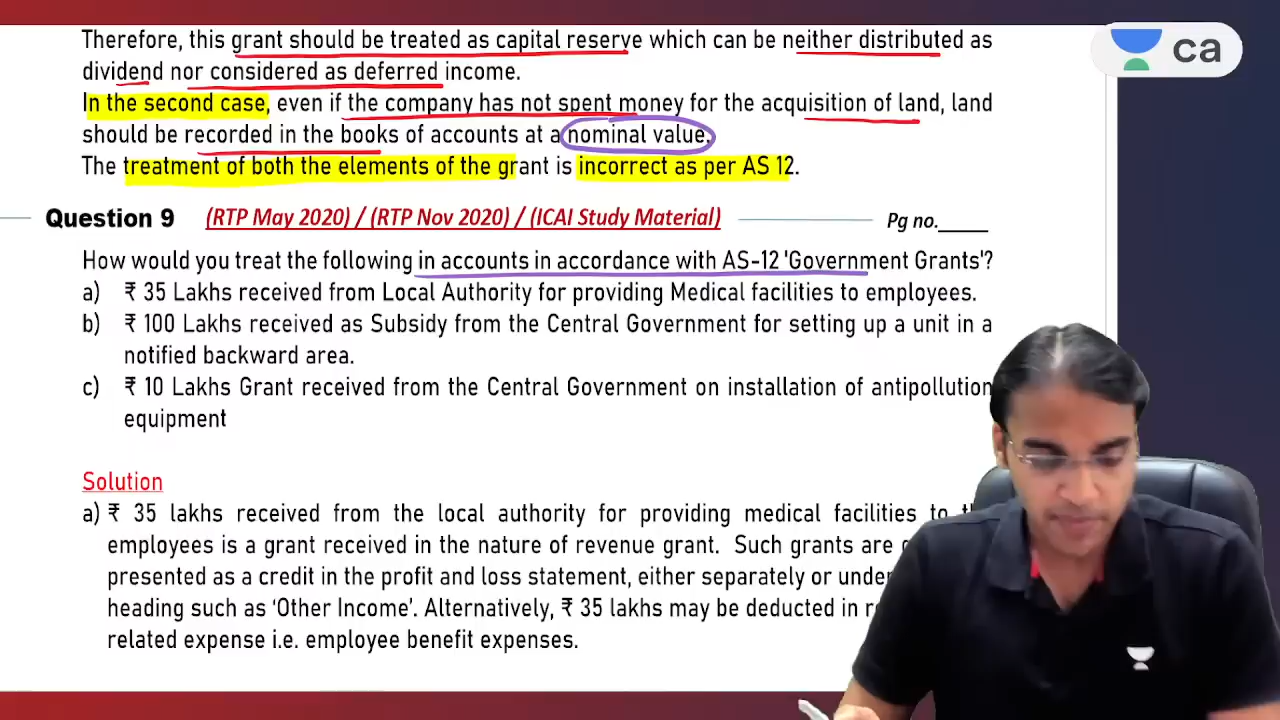 Therefore, this grant should be treated as capital reserve which can be neither distributed as
dividend nor considered as deferred income.
In the second case, even if the company has not spent money for the acquisition of land, land
should be recorded in the books of accounts at a nominal value.
The treatment of both the elements of the grant is incorrect as per AS 12.
ca
Question 9 (RTP May 2020) / (RTP Nov 2020) / (ICAI Study Material) Pg no._____
How would you treat the following in accounts in accordance with AS-12 'Government Grants'?
a) ₹ 35 Lakhs received from Local Authority for providing Medical facilities to employees.
b) ₹ 100 Lakhs received as Subsidy from the Central Government for setting up a unit in a
notified backward area.
c) ₹ 10 Lakhs Grant received from the Central Government on installation of antipollution
equipment
Solution
a) ₹ 35 lakhs received from the local authority for providing medical facilities to
employees is a grant received in the nature of revenue grant. Such grants are
presented as a credit in the profit and loss statement, either separately or under
heading such as ‘Other Income’. Alternatively, ₹ 35 lakhs may be deducted in
related expense i.e. employee benefit expenses.